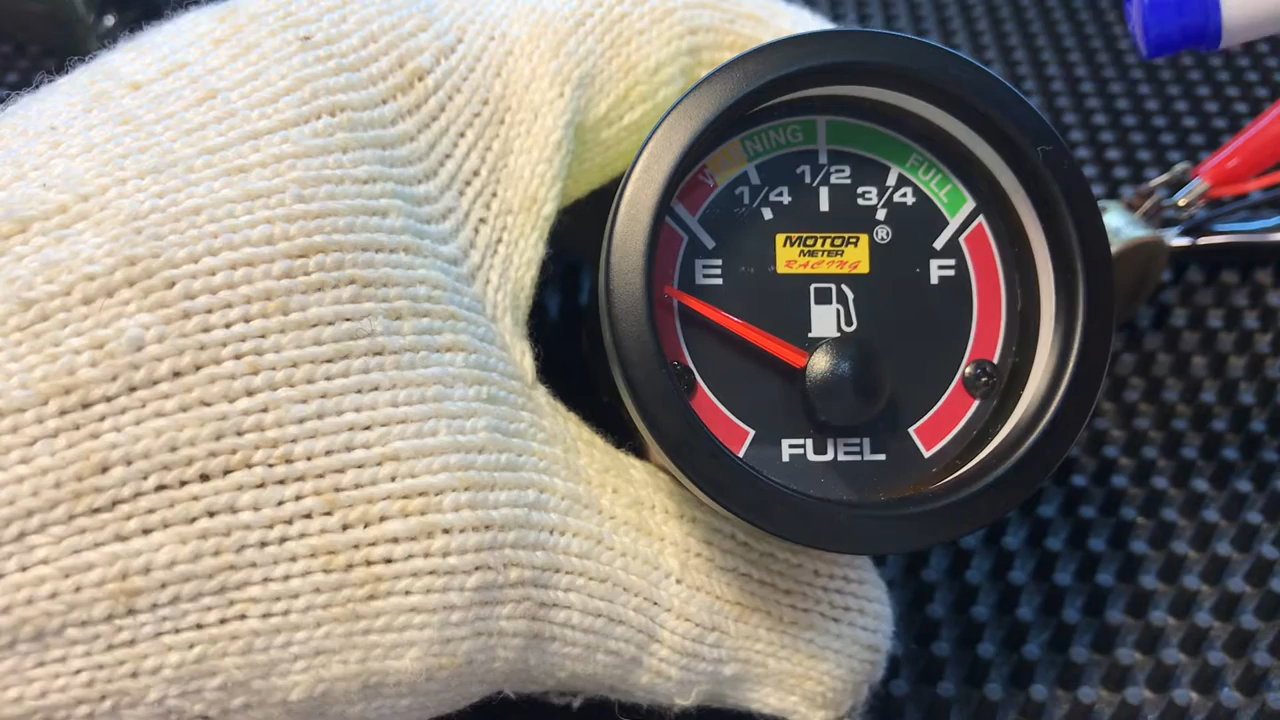 NING
FULL
1/4
1/2
3/4
MOTOR
METER
RACING
®
E
F
FUEL